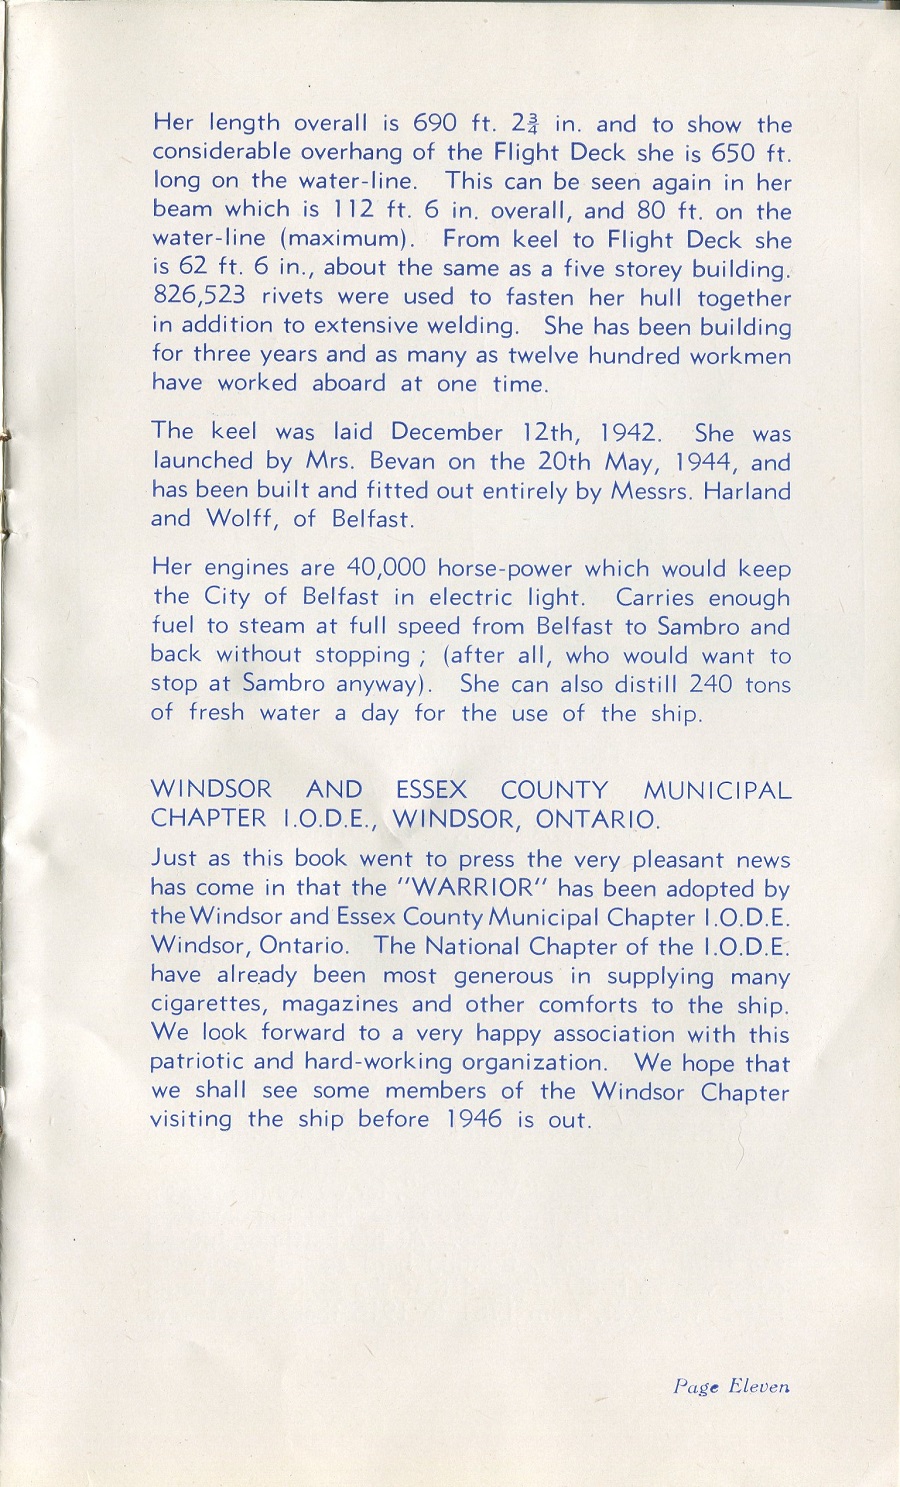 Her length overall is 690 ft. 2¾ in. and to show the
considerable overhang of the Flight Deck she is 650 ft.
long on the water-line. This can be seen again in her
beam which is 112 ft. 6 in. overall, and 80 ft. on the
water-line (maximum). From keel to Flight Deck she
is 62 ft. 6 in., about the same as a five storey building.
826,523 rivets were used to fasten her hull together
in addition to extensive welding. She has been building
for three years and as many as twelve hundred workmen
have worked aboard at one time.
The keel was laid December 12th, 1942. She was
launched by Mrs. Bevan on the 20th May, 1944, and
has been built and fitted out entirely by Messrs. Harland
and Wolff, of Belfast.
Her engines are 40,000 horse-power which would keep
the City of Belfast in electric light. Carries enough
fuel to steam at full speed from Belfast to Sambro and
back without stopping ; (after all, who would want to
stop at Sambro anyway). She can also distill 240 tons
of fresh water a day for the use of the ship.
WINDSOR AND ESSEX COUNTY MUNICIPAL
CHAPTER I.O.D.E., WINDSOR, ONTARIO.
Just as this book went to press the very pleasant news
has come in that the "WARRIOR" has been adopted by
the Windsor and Essex County Municipal Chapter I.O.D.E.
Windsor, Ontario. The National Chapter of the I.O.D.E.
have already been most generous in supplying many
cigarettes, magazines and other comforts to the ship.
We look forward to a very happy association with this
patriotic and hard-working organization. We hope that
we shall see some members of the Windsor Chapter
visiting the ship before 1946 is out.
Page Eleven